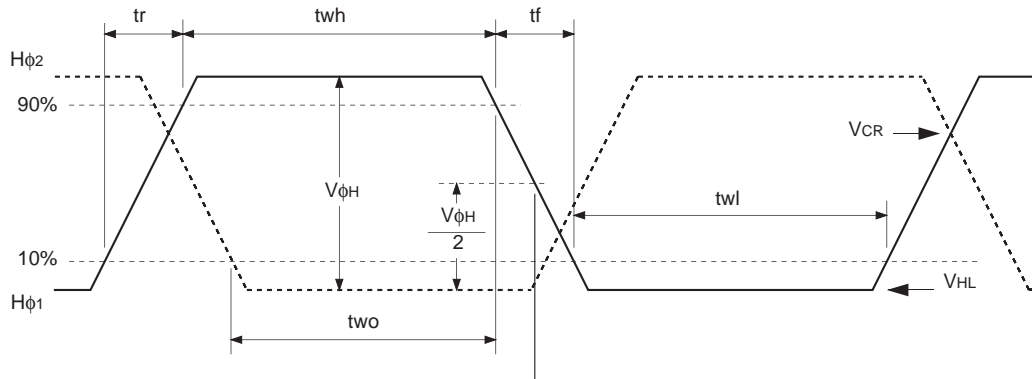 tr
twh
tf
Hϕ2
90%
VCR
VϕH
VϕH
2
twl
10%
VHL
Hϕ1
two